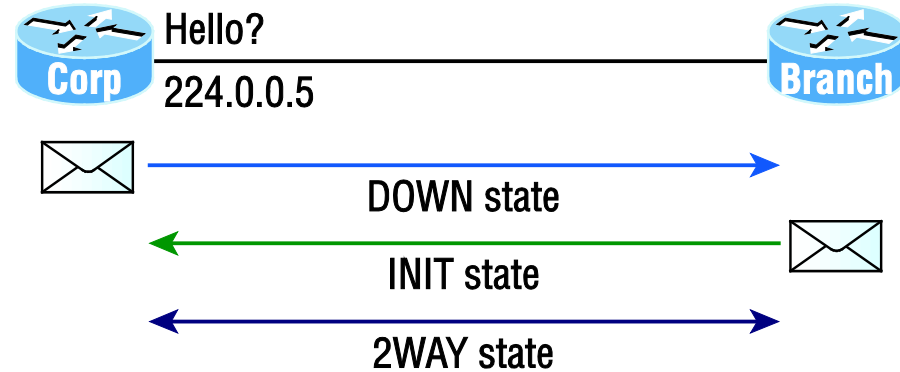 Hello?
Corp
Branch
224.0.0.5
DOWN state
INIT state
2WAY state